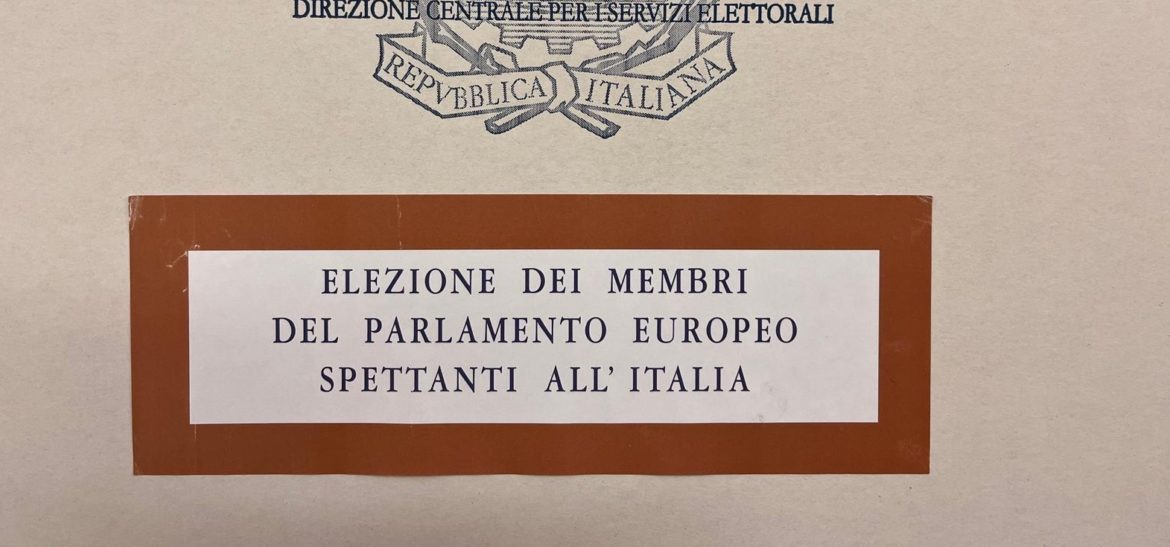 DIREZIONE CENTRALE PER I SERVIZI ELETTORALI
REPVBBLICA ITALIANA
ELEZIONE DEI MEMBRI
DEL PARLAMENTO EUROPEO
SPETTANTI ALL' ITALIA